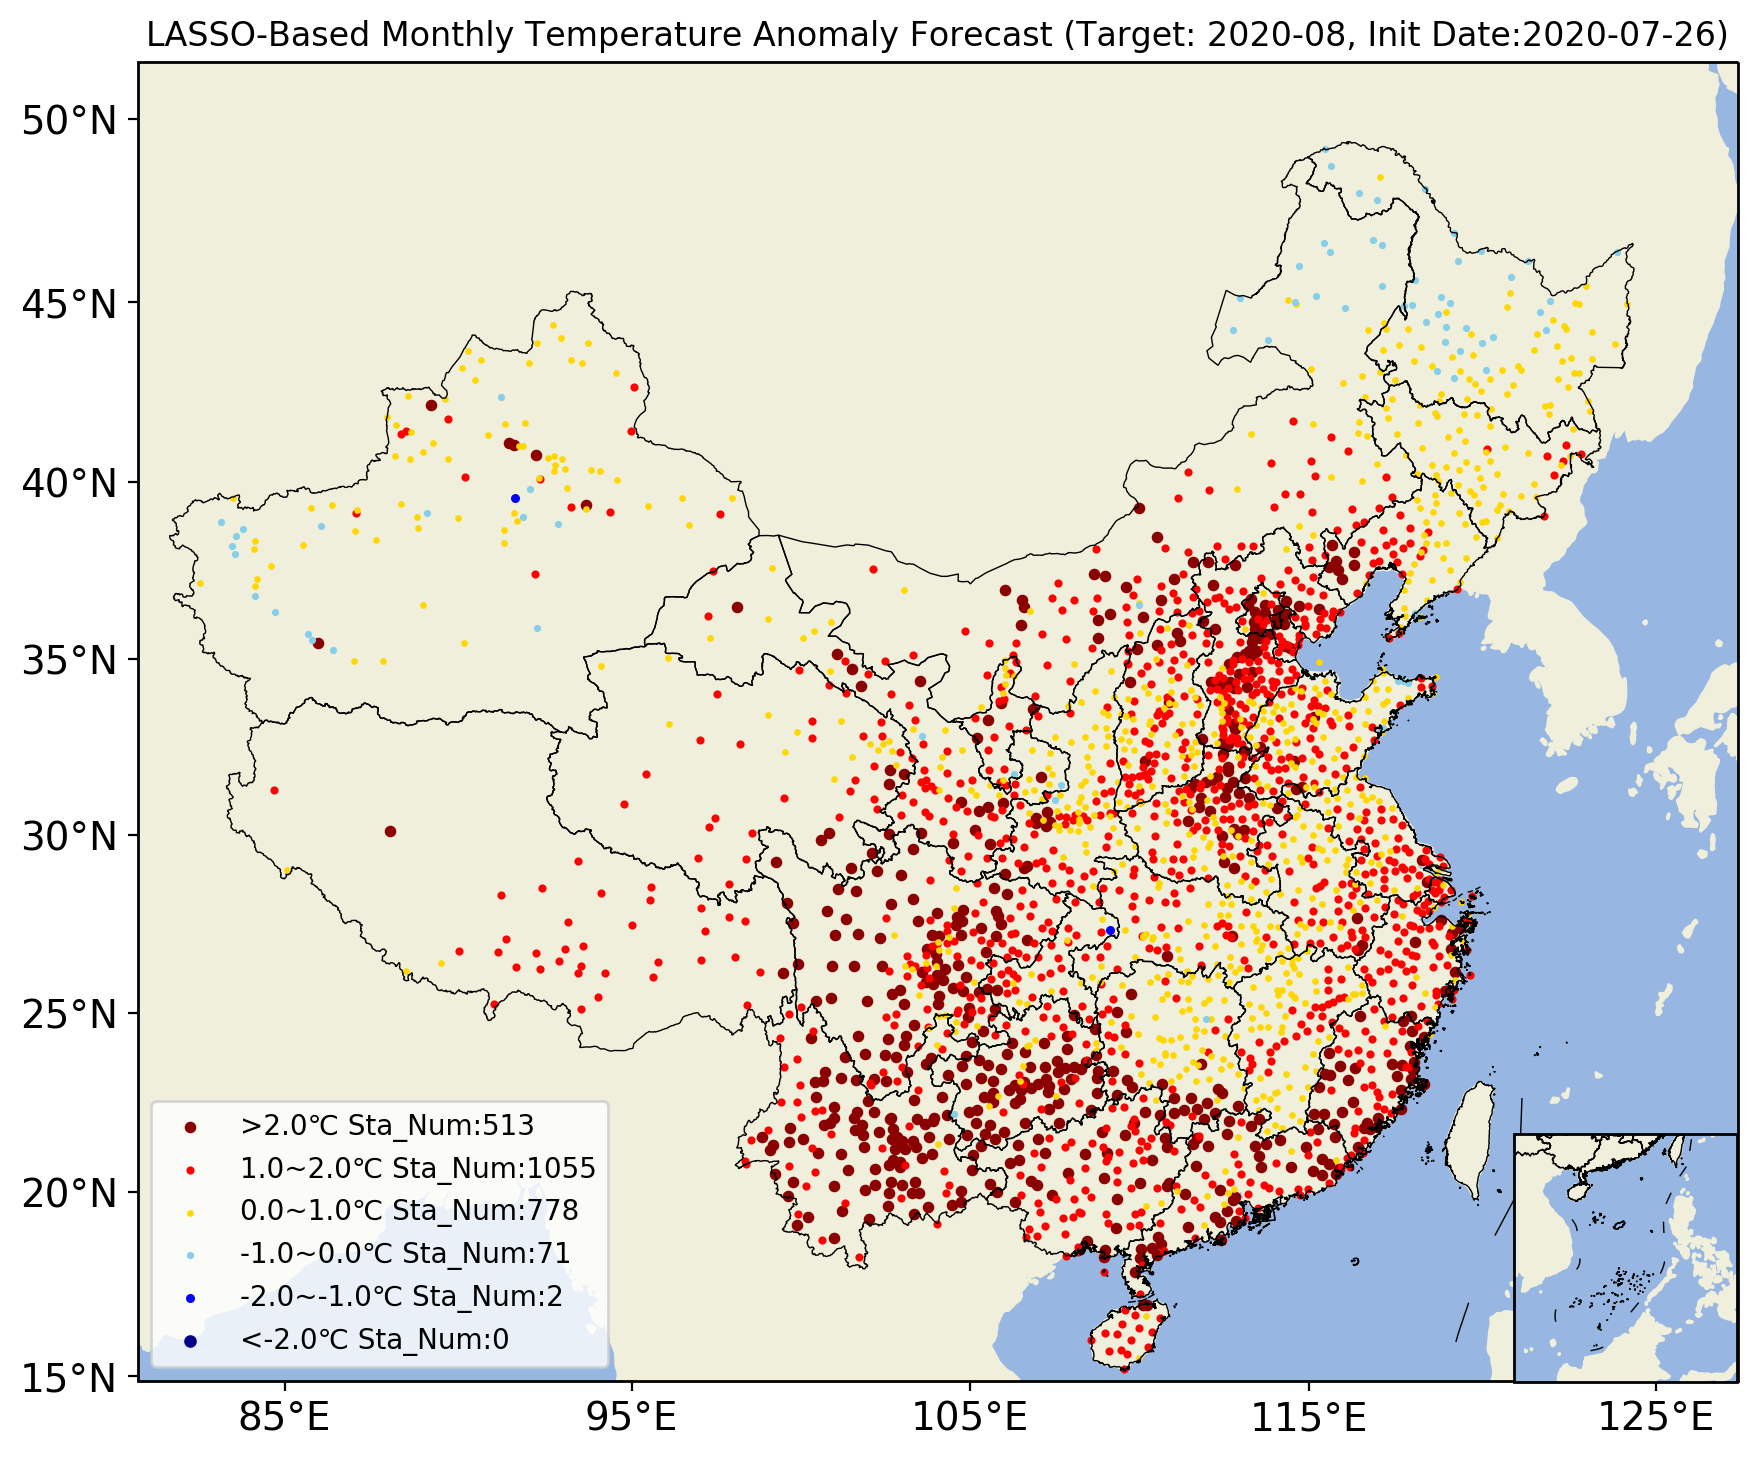 LASSO-Based Monthly Temperature Anomaly Forecast (Target: 2020-08, Init Date:2020-07-26)
50°N
45°N
40°N
35°N
30°N
25°N
20°N
15°N
>2.0℃ Sta_Num:513
1.0~2.0℃ Sta_Num:1055
0.0~1.0℃ Sta_Num:778
-1.0~0.0℃ Sta_Num:71
-2.0~-1.0℃ Sta_Num:2
<-2.0℃ Sta_Num:0
85°E
95°E
105°E
115°E
125°E